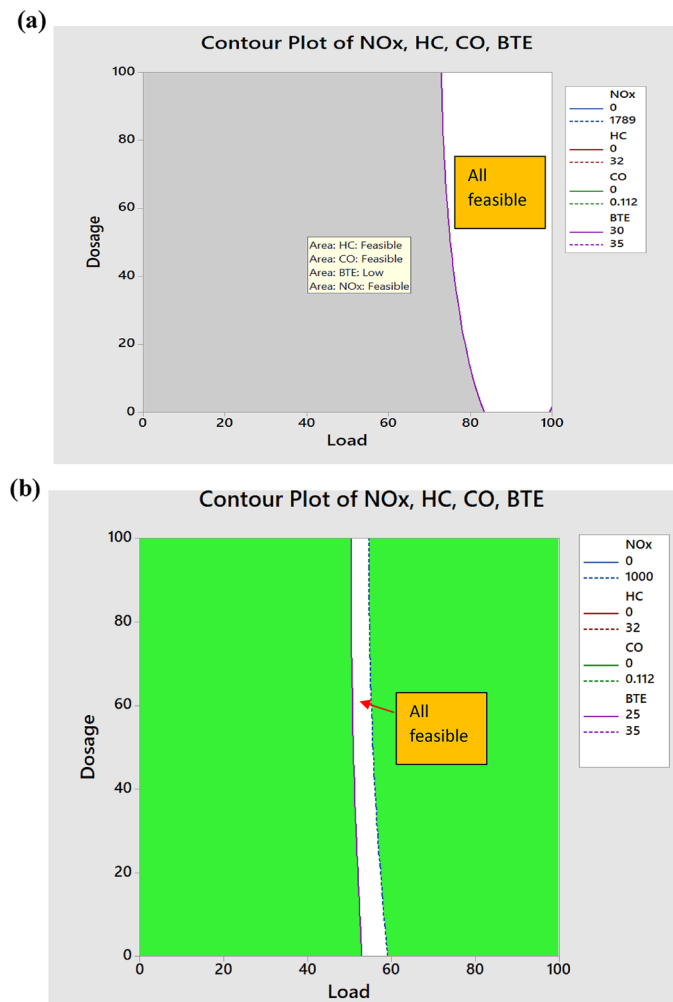 (a)
Contour Plot of NOx, HC, CO, BTE
100
80
60
40
20
0
Dosage
0 20 40 60 80 100
Load
All
feasible
Area: HC: Feasible
Area: CO: Feasible
Area: BTE: Low
Area: NOx: Feasible
NOx
0
1789
HC
0
32
CO
0
0.112
BTE
30
35
(b)
Contour Plot of NOx, HC, CO, BTE
100
80
60
40
20
0
Dosage
0 20 40 60 80 100
Load
All
feasible
NOx
0
1000
HC
0
32
CO
0
0.112
BTE
25
35